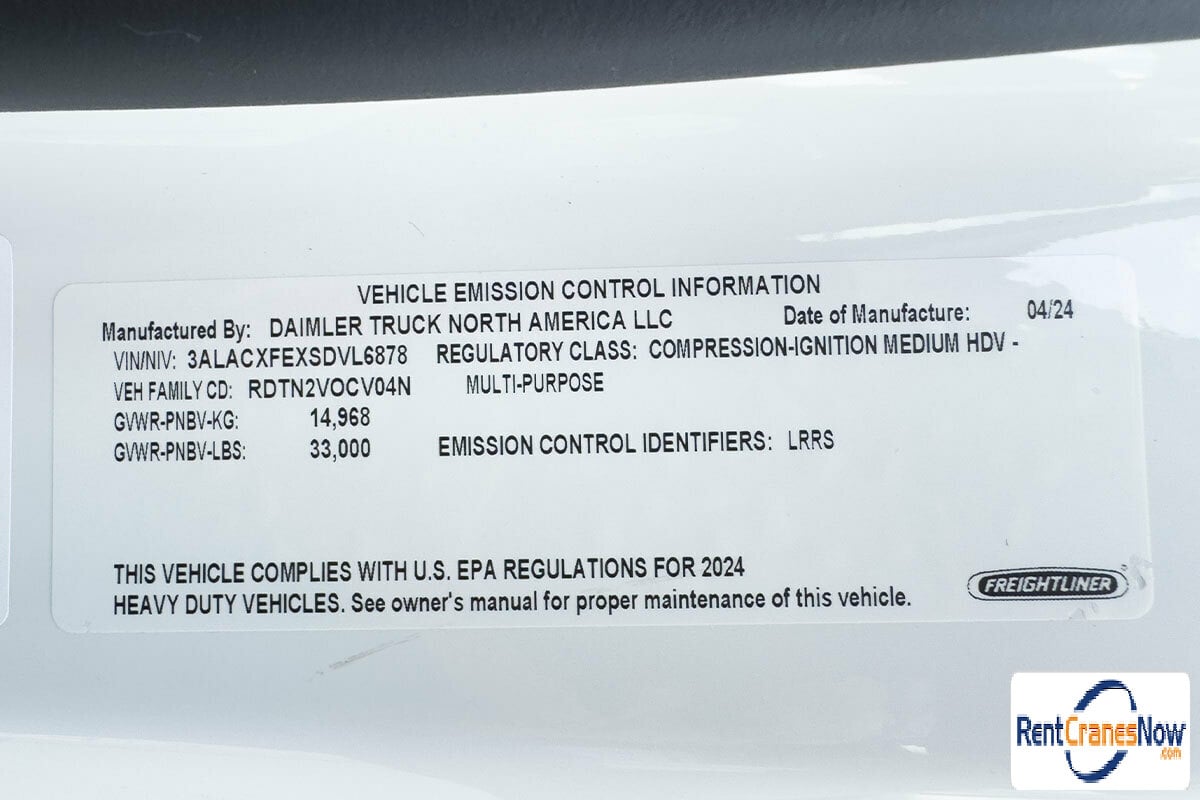 VEHICLE EMISSION CONTROL INFORMATION
Manufactured By: DAIMLER TRUCK NORTH AMERICA LLC Date of Manufacture: 04/24
VIN/NIV: 3ALACXFEXSDVL6878 REGULATORY CLASS: COMPRESSION-IGNITION MEDIUM HDV -
VEH FAMILY CD: RDTN2VOCV04N MULTI-PURPOSE
GVWR-PNBV-KG: 14,968
GVWR-PNBV-LBS: 33,000 EMISSION CONTROL IDENTIFIERS: LRRS
THIS VEHICLE COMPLIES WITH U.S. EPA REGULATIONS FOR 2024
HEAVY DUTY VEHICLES. See owner's manual for proper maintenance of this vehicle.
FREIGHTLINER
RentCranesNow
.com